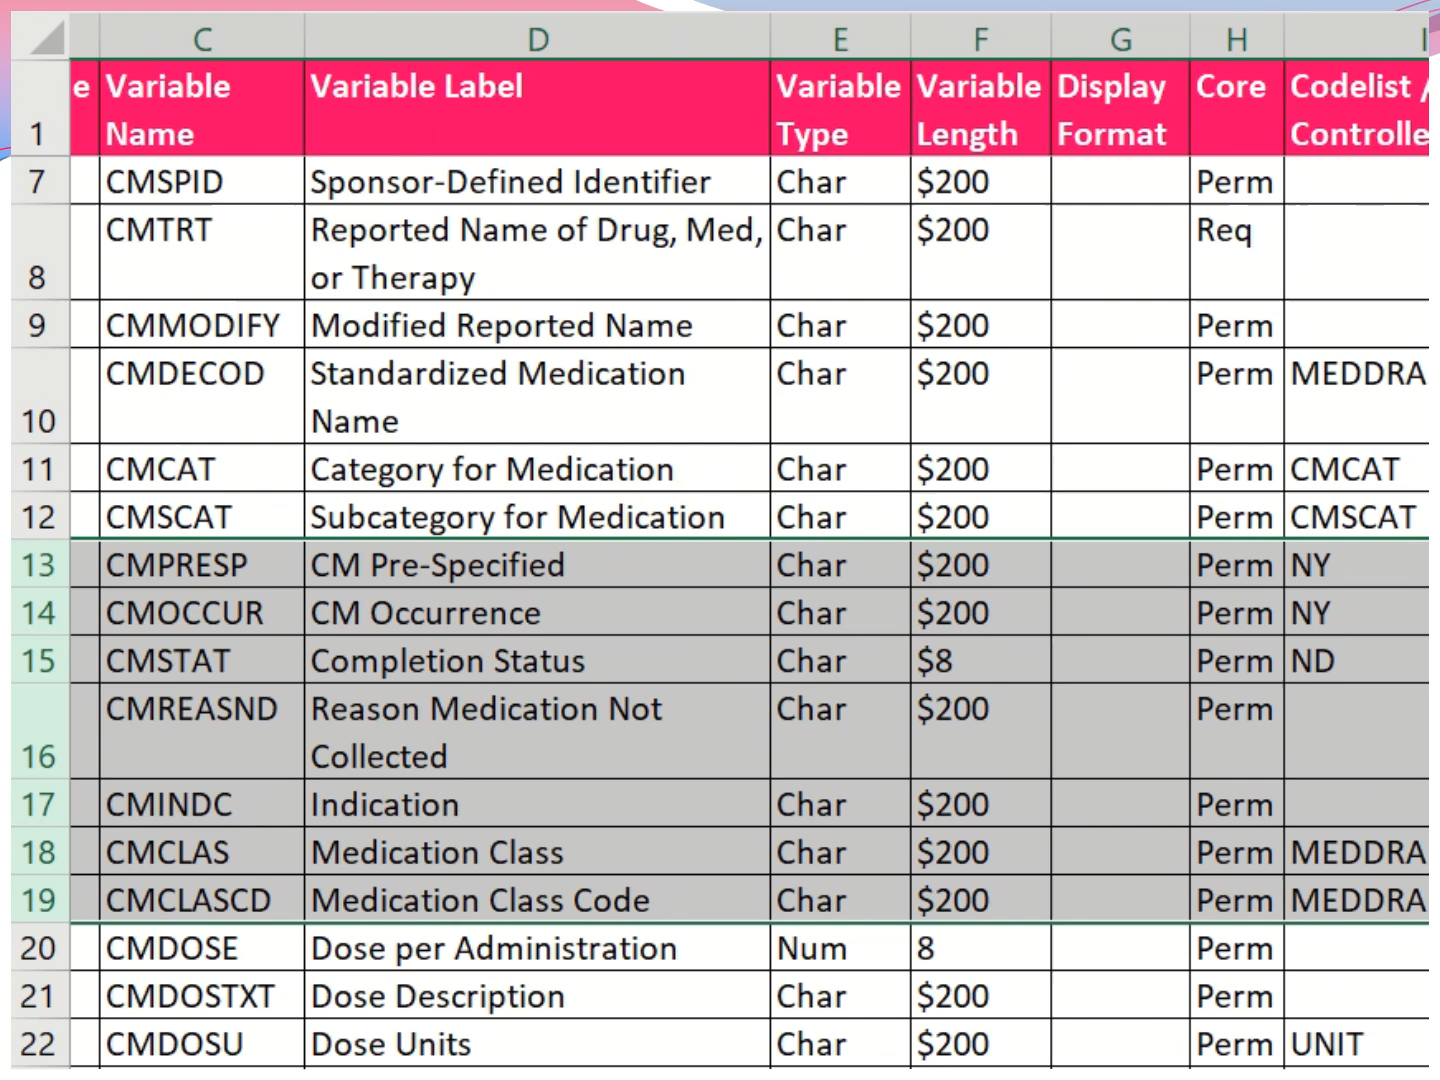 C D E F G H I
e Variable Name Variable Label Variable Type Variable Length Display Format Core Codelist / Controlle
1
7 CMSPID Sponsor-Defined Identifier Char $200 Perm
8 CMTRT Reported Name of Drug, Med, or Therapy Char $200 Req
9 CMMODIFY Modified Reported Name Char $200 Perm
10 CMDECOD Standardized Medication Name Char $200 Perm MEDDRA
11 CMCAT Category for Medication Char $200 Perm CMCAT
12 CMSCAT Subcategory for Medication Char $200 Perm CMSCAT
13 CMPRESP CM Pre-Specified Char $200 Perm NY
14 CMOCCUR CM Occurrence Char $200 Perm NY
15 CMSTAT Completion Status Char $8 Perm ND
16 CMREASND Reason Medication Not Collected Char $200 Perm
17 CMINDC Indication Char $200 Perm
18 CMCLAS Medication Class Char $200 Perm MEDDRA
19 CMCLASCD Medication Class Code Char $200 Perm MEDDRA
20 CMDOSE Dose per Administration Num 8 Perm
21 CMDOSTXT Dose Description Char $200 Perm
22 CMDOSU Dose Units Char $200 Perm UNIT